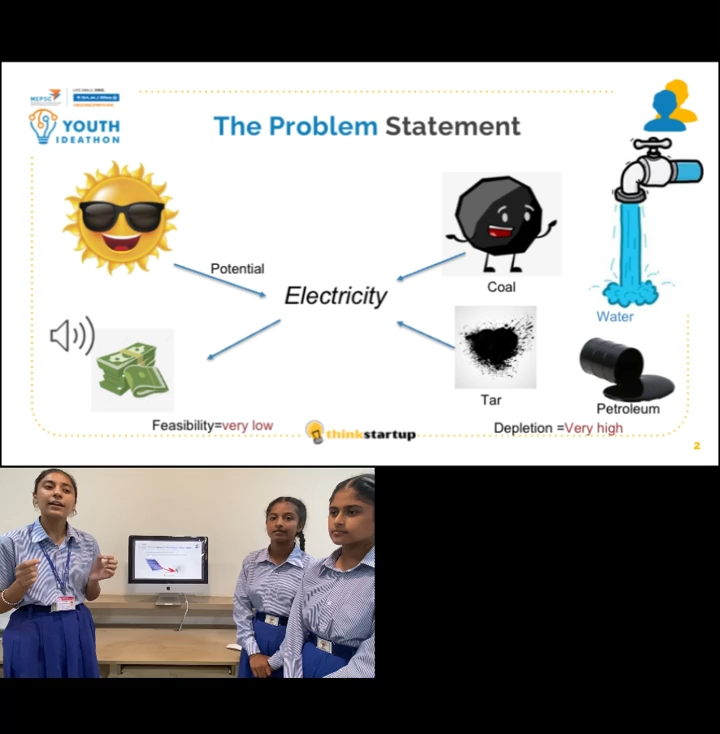 MEPSC
YOUTH
IDEATHON
The Problem Statement
Potential
Electricity
Coal
Water
Tar
Petroleum
Feasibility=very low
thinkstartup
Depletion =Very high
2